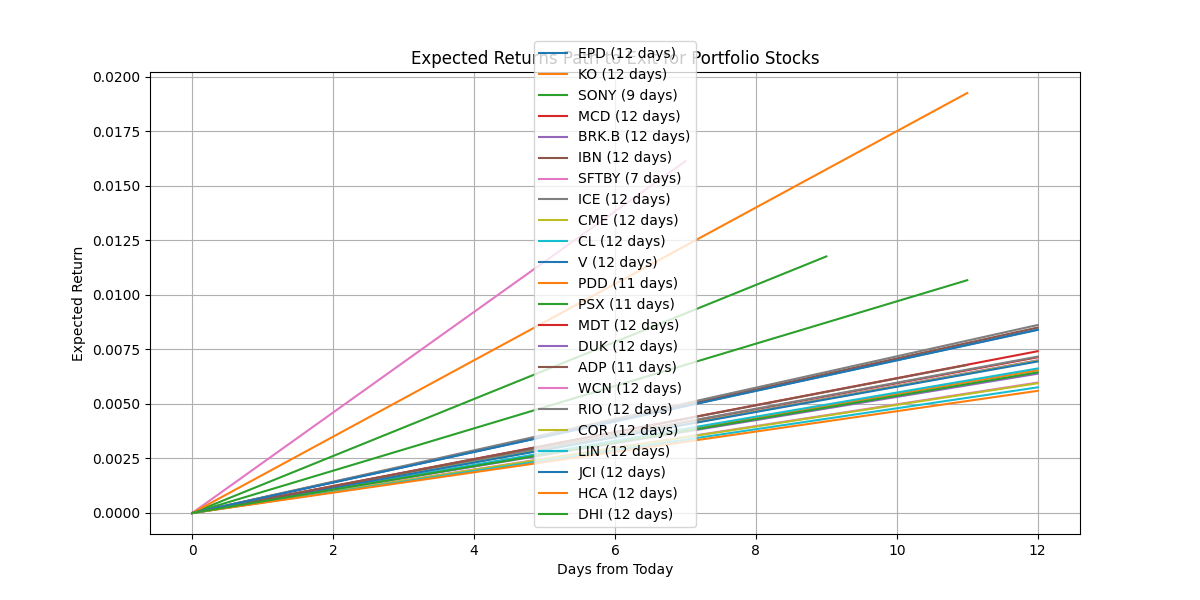 Expected Returns Path to Exit for Portfolio Stocks
EPD (12 days)
KO (12 days)
SONY (9 days)
MCD (12 days)
BRK.B (12 days)
IBN (12 days)
SFTBY (7 days)
ICE (12 days)
CME (12 days)
CL (12 days)
V (12 days)
PDD (11 days)
PSX (11 days)
MDT (12 days)
DUK (12 days)
ADP (11 days)
WCN (12 days)
RIO (12 days)
COR (12 days)
LIN (12 days)
JCI (12 days)
HCA (12 days)
DHI (12 days)
Expected Return
0.0200
0.0175
0.0150
0.0125
0.0100
0.0075
0.0050
0.0025
0.0000
0 2 4 6 8 10 12
Days from Today